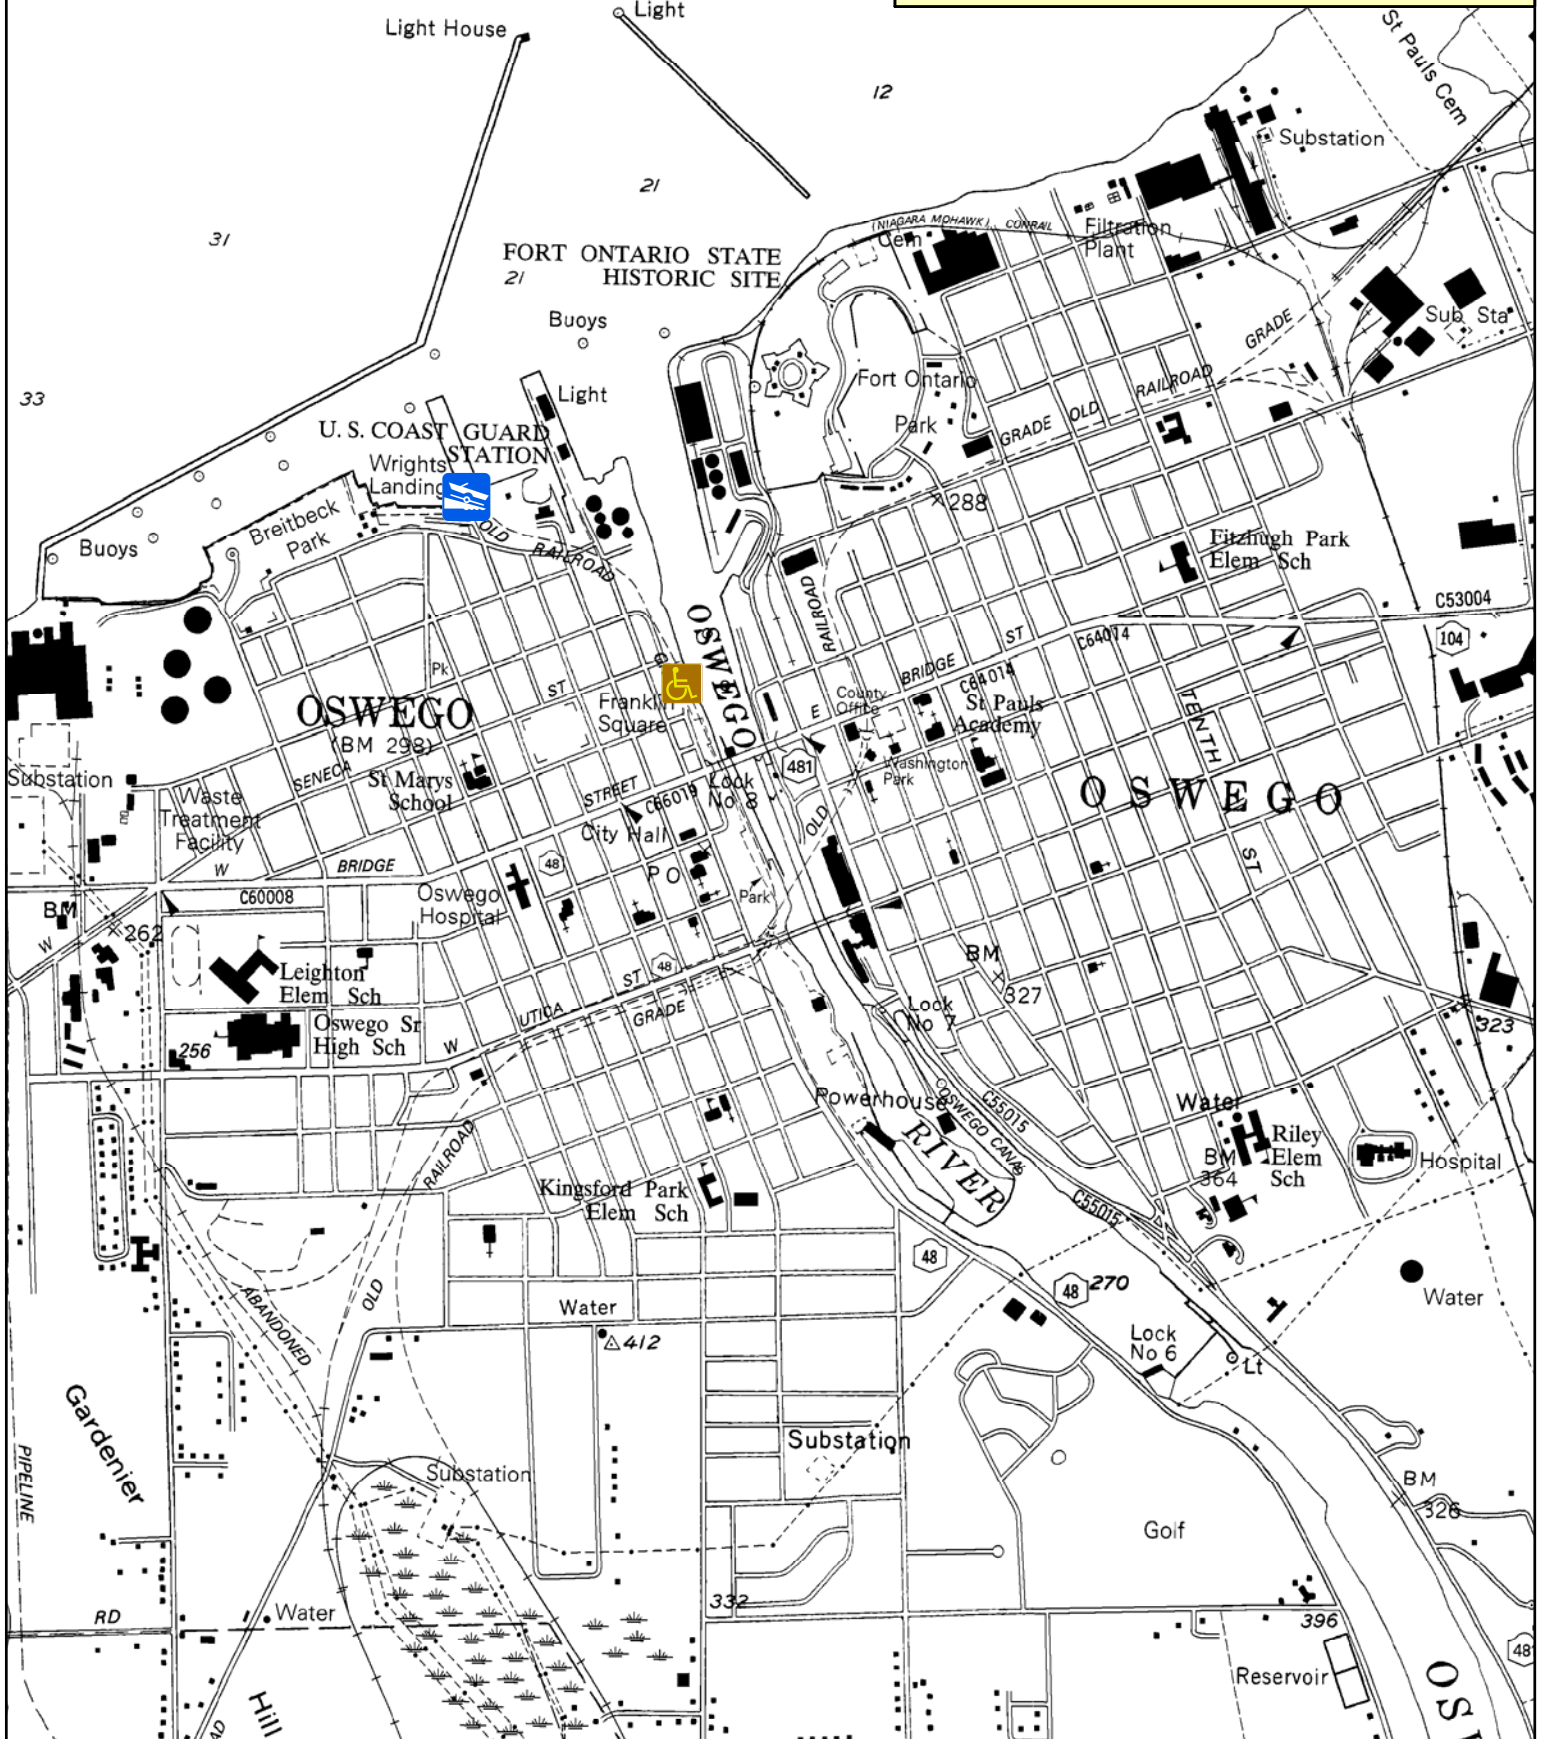 Light House
Light
12
St Pauls Cem
Substation
21
31
(NIAGARA MOHAWK) CONRAIL
Cem
Filtration
Plant
FORT ONTARIO STATE
HISTORIC SITE
21
Buoys
GRADE
Sub Sta
33
Light
Fort Ontario
Park
GRADE OLD RAILROAD
U. S. COAST GUARD
STATION
Wrights
Landing
288
Breitbeck
Park
OLD RAILROAD
Buoys
Fitzhugh Park
Elem Sch
RAILROAD
C53004
104
OSWEGO
E BRIDGE ST
C64014
C64014
Pk
ST
Franklin
Square
County
Office
St Pauls
Academy
TENTH
ST
OSWEGO
(BM 298)
SENECA
Substation
St Marys
School
STREET
C66019
Lock
No 8
481
Washington
Park
OSWEGO
Waste
Treatment
Facility
City Hall
OLD
W BRIDGE
48
P O
C60008
Oswego
Hospital
Park
BM
W
262
48
BM
327
Leighton
Elem Sch
W UTICA ST
GRADE
Lock
No 7
323
Oswego Sr
High Sch
256
Powerhouse
OSWEGO CANAL
C55015
Water
RIVER
Riley
Elem
Sch
BM
364
Hospital
RAILROAD
Kingsford Park
Elem Sch
C55015
48
48
270
Water
OLD
ABANDONED
Water
412
Lock
No 6
Lt
Gardenier
PIPELINE
Substation
Substation
BM
326
Golf
RD
Water
332
396
48
Reservoir
Hill